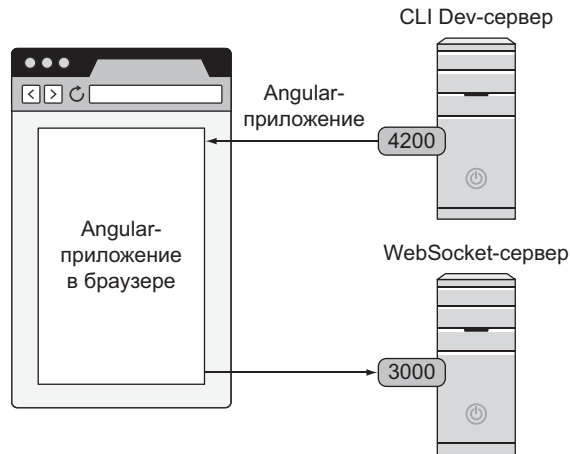 CLI Dev-сервер
Angular-
приложение
4200
Angular-
приложение
в браузере
WebSocket-сервер
3000